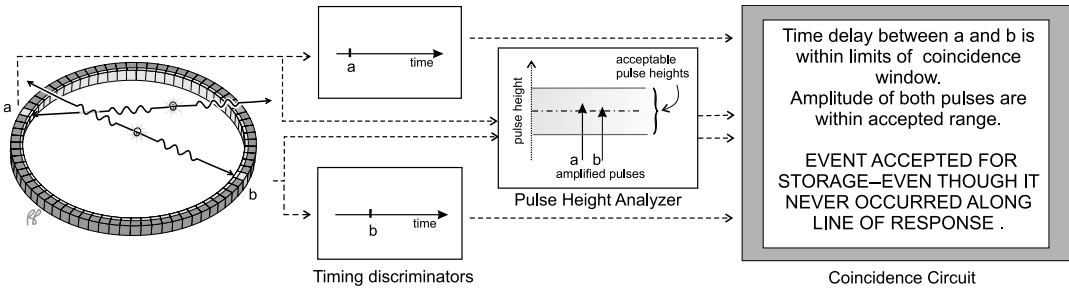 a
b
a
time
b
time
Timing discriminators
acceptable
pulse heights
pulse height
a
b
amplified pulses
Pulse Height Analyzer
Time delay between a and b is
within limits of coincidence
window.
Amplitude of both pulses are
within accepted range.
EVENT ACCEPTED FOR
STORAGE–EVEN THOUGH IT
NEVER OCCURRED ALONG
LINE OF RESPONSE .
Coincidence Circuit